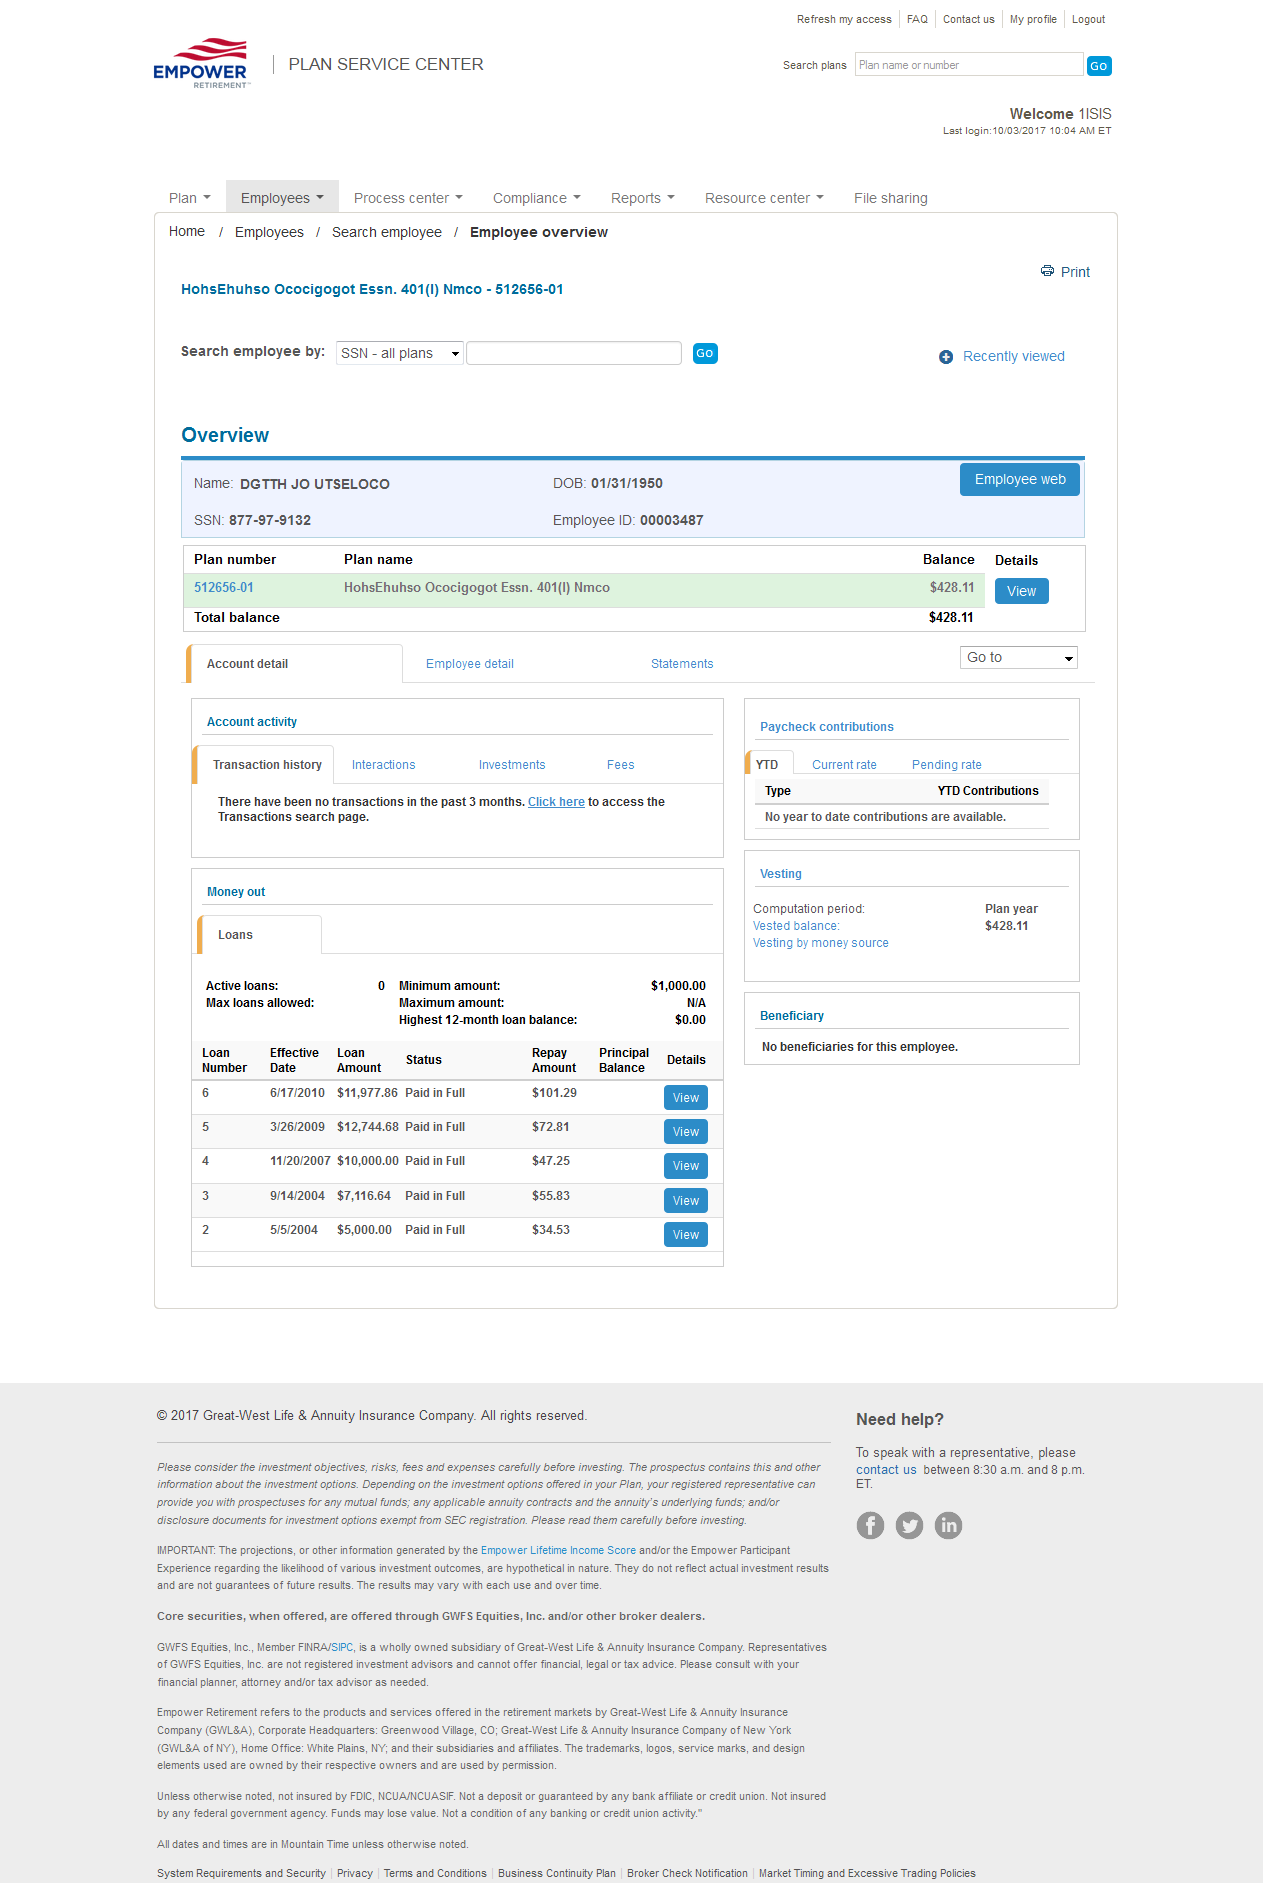 Refresh my access FAQ Contact us My profile Logout
EMPOWER
RETIREMENT
PLAN SERVICE CENTER
Search plans Plan name or number Go
Welcome 1ISIS
Last login:10/03/2017 10:04 AM ET
Plan Employees Process center Compliance Reports Resource center File sharing
Home / Employees / Search employee / Employee overview
Print
HohsEhuhso Ococigogot Essn. 401(I) Nmco - 512656-01
Search employee by: SSN - all plans Go
Recently viewed
Overview
Name: DGTTH JO UTSELOCO DOB: 01/31/1950 Employee web
SSN: 877-97-9132 Employee ID: 00003487
Plan number Plan name Balance Details
512656-01 HohsEhuhso Ococigogot Essn. 401(I) Nmco $428.11 View
Total balance $428.11
Account detail Employee detail Statements Go to
Account activity
Transaction history Interactions Investments Fees
There have been no transactions in the past 3 months. Click here to access the
Transactions search page.
Paycheck contributions
YTD Current rate Pending rate
Type YTD Contributions
No year to date contributions are available.
Vesting
Computation period: Plan year
Vested balance: $428.11
Vesting by money source
Beneficiary
No beneficiaries for this employee.
Money out
Loans
Active loans: 0 Minimum amount: $1,000.00
Max loans allowed: Maximum amount: N/A
Highest 12-month loan balance: $0.00
Loan Number Effective Date Loan Amount Status Repay Amount Principal Balance Details
6 6/17/2010 $11,977.86 Paid in Full $101.29 View
5 3/26/2009 $12,744.68 Paid in Full $72.81 View
4 11/20/2007 $10,000.00 Paid in Full $47.25 View
3 9/14/2004 $7,116.64 Paid in Full $55.83 View
2 5/5/2004 $5,000.00 Paid in Full $34.53 View
© 2017 Great-West Life & Annuity Insurance Company. All rights reserved.
Please consider the investment objectives, risks, fees and expenses carefully before investing. The prospectus contains this and other
information about the investment options. Depending on the investment options offered in your Plan, your registered representative can
provide you with prospectuses for any mutual funds; any applicable annuity contracts and the annuity's underlying funds; and/or
disclosure documents for investment options exempt from SEC registration. Please read them carefully before investing.
IMPORTANT: The projections, or other information generated by the Empower Lifetime Income Score and/or the Empower Participant
Experience regarding the likelihood of various investment outcomes, are hypothetical in nature. They do not reflect actual investment results
and are not guarantees of future results. The results may vary with each use and over time.
Core securities, when offered, are offered through GWFS Equities, Inc. and/or other broker dealers.
GWFS Equities, Inc., Member FINRA/SIPC, is a wholly owned subsidiary of Great-West Life & Annuity Insurance Company. Representatives
of GWFS Equities, Inc. are not registered investment advisors and cannot offer financial, legal or tax advice. Please consult with your
financial planner, attorney and/or tax advisor as needed.
Empower Retirement refers to the products and services offered in the retirement markets by Great-West Life & Annuity Insurance
Company (GWL&A), Corporate Headquarters: Greenwood Village, CO; Great-West Life & Annuity Insurance Company of New York
(GWL&A of NY), Home Office: White Plains, NY; and their subsidiaries and affiliates. The trademarks, logos, service marks, and design
elements used are owned by their respective owners and are used by permission.
Unless otherwise noted, not insured by FDIC, NCUA/NCUASIF. Not a deposit or guaranteed by any bank affiliate or credit union. Not insured
by any federal government agency. Funds may lose value. Not a condition of any banking or credit union activity."
All dates and times are in Mountain Time unless otherwise noted.
System Requirements and Security Privacy Terms and Conditions Business Continuity Plan Broker Check Notification Market Timing and Excessive Trading Policies
Need help?
To speak with a representative, please
contact us between 8:30 a.m. and 8 p.m.
ET.